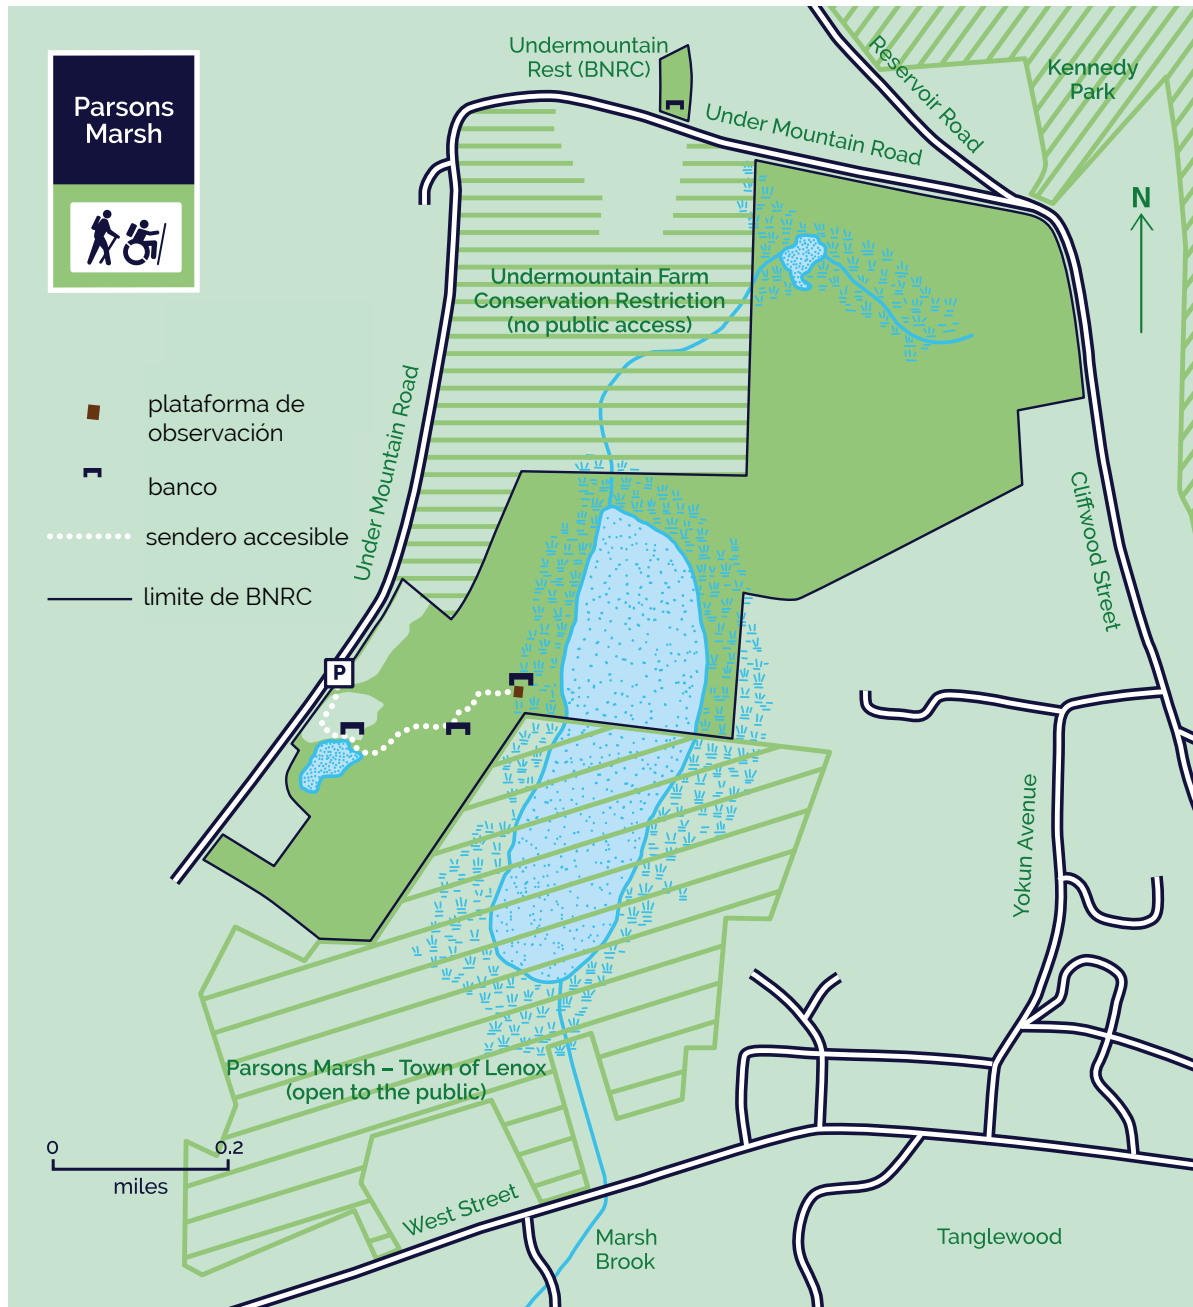 Parsons
Marsh
Undermountain
Rest (BNRC)
Under Mountain Road
Reservoir Road
Kennedy
Park
N
Undermountain Farm
Conservation Restriction
(no public access)
plataforma de
observación
banco
sendero accesible
limite de BNRC
Under Mountain Road
P
Cliffwood Street
Yokun Avenue
Parsons Marsh – Town of Lenox
(open to the public)
0 0.2
miles
West Street
Marsh
Brook
Tanglewood